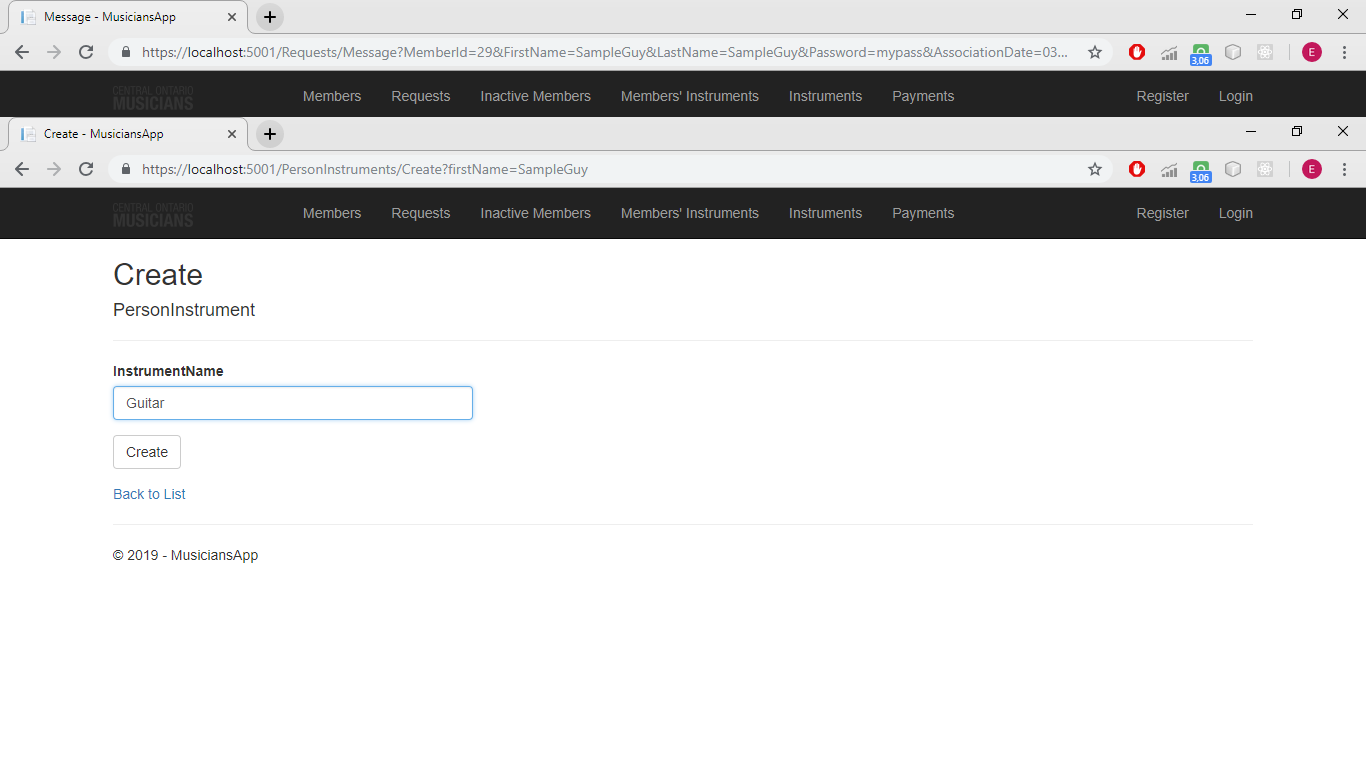 Message - MusiciansApp
https://localhost:5001/Requests/Message?MemberId=29&FirstName=SampleGuy&LastName=SampleGuy&Password=mypass&AssociationDate=03...
3,06
E
CENTRAL ONTARIO
MUSICIANS
Members Requests Inactive Members Members' Instruments Instruments Payments Register Login
Create - MusiciansApp
https://localhost:5001/PersonInstruments/Create?firstName=SampleGuy
3,06
E
CENTRAL ONTARIO
MUSICIANS
Members Requests Inactive Members Members' Instruments Instruments Payments Register Login
Create
PersonInstrument
InstrumentName
Guitar
Create
Back to List
© 2019 - MusiciansApp